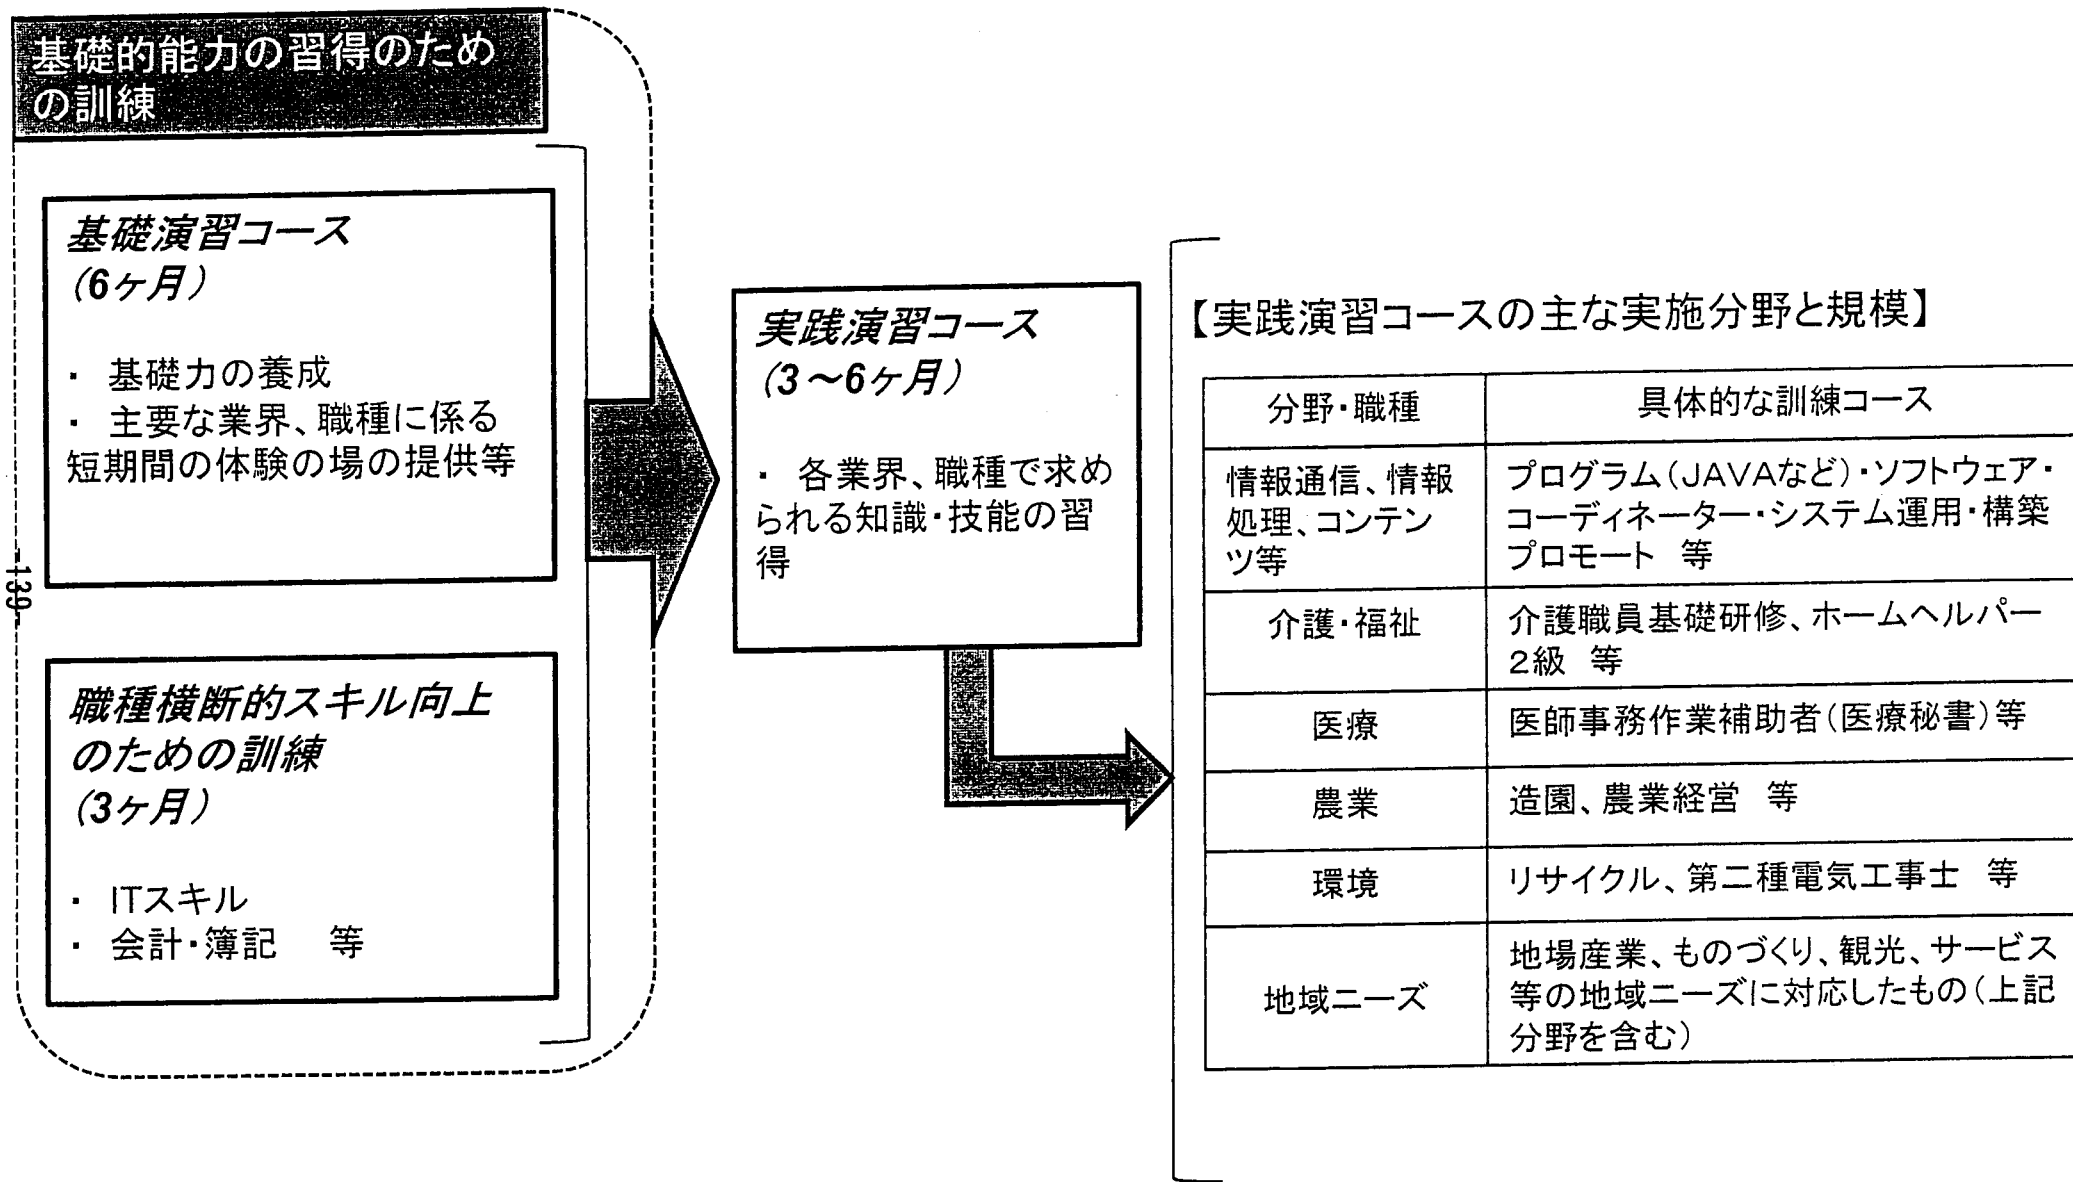 基礎的能力の習得のため
の訓練
基礎演習コース
(6ヶ月)
・ 基礎力の養成
・ 主要な業界、職種に係る
短期間の体験の場の提供等
職種横断的スキル向上
のための訓練
(3ヶ月)
・ ITスキル
・ 会計・簿記　等
実践演習コース
(3～6ヶ月)
・ 各業界、職種で求め
られる知識・技能の習
得
【実践演習コースの主な実施分野と規模】
分野・職種
具体的な訓練コース
情報通信、情報
処理、コンテン
ツ等
プログラム(JAVAなど)・ソフトウェア・
コーディネーター・システム運用・構築
プロモート 等
介護・福祉
介護職員基礎研修、ホームヘルパー
2級 等
医療
医師事務作業補助者(医療秘書)等
農業
造園、農業経営 等
環境
リサイクル、第二種電気工事士 等
地域ニーズ
地場産業、ものづくり、観光、サービス
等の地域ニーズに対応したもの(上記
分野を含む)
-139-